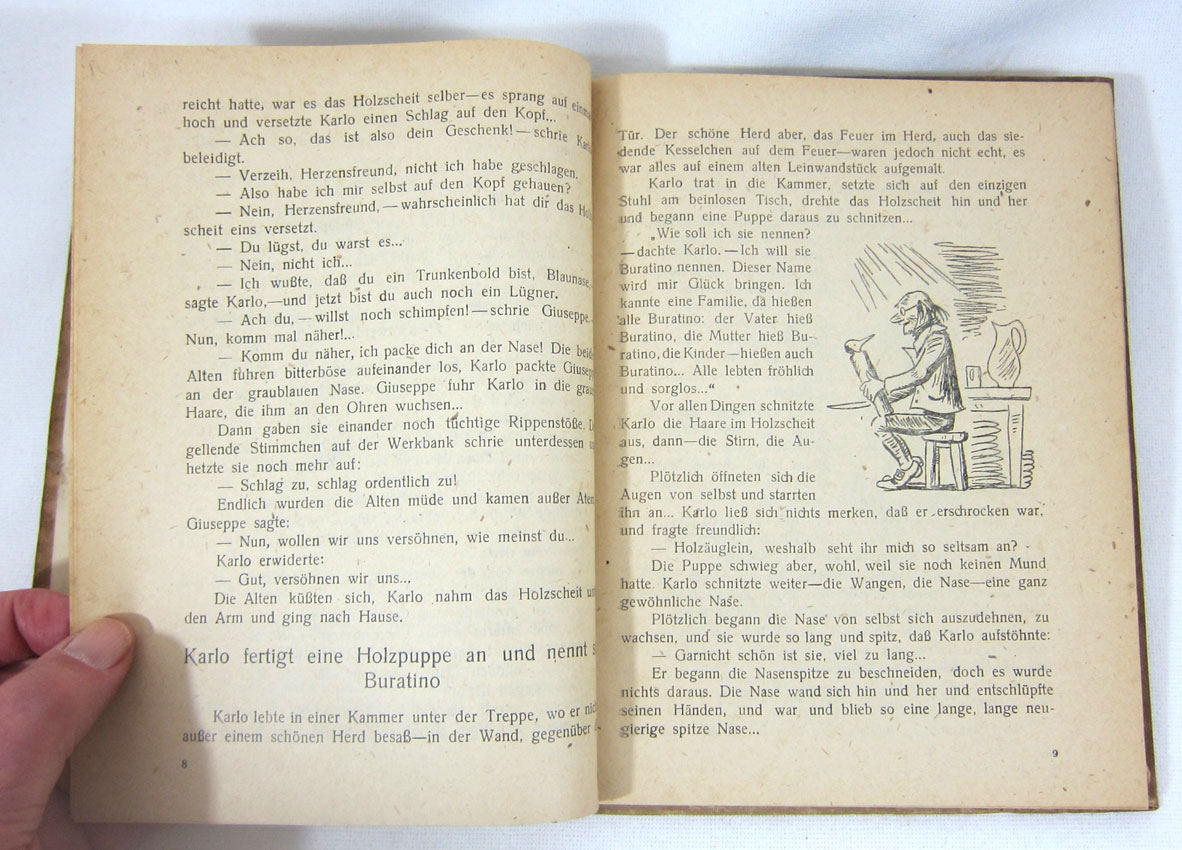 reicht hatte, war es das Holzscheit selber—es sprang auf
hoch und versetzte Karlo einen Schlag auf den Kopf...
— Ach so, das ist also dein Geschenk!—schrie
beleidigt.
— Verzeih, Herzensfreund, nicht ich habe geschlagen.
— Also habe ich mir selbst auf den Kopf gehauen?
— Nein, Herzensfreund,—wahrscheinlich hat dir das
scheit eins versetzt.
— Du lügst, du warst es...
— Nein, nicht ich...
— Ich wußte, daß du ein Trunkenbold bist, Blaunase,
sagte Karlo,—und jetzt bist du auch noch ein Lügner.
— Ach du,—willst noch schimpfen!—schrie Giuseppe.
Nun, komm mal näher!...
— Komm du näher, ich packe dich an der Nase! Die
Alten fuhren bitterböse aufeinander los, Karlo packte
an der graublauen Nase. Giuseppe fuhr Karlo in die
Haare, die ihm an den Ohren wuchsen...
Dann gaben sie einander noch tüchtige Rippenstöße.
gellende Stimmchen auf der Werkbank schrie unterdessen
hetzte sie noch mehr auf:
— Schlag zu, schlag ordentlich zu!
Endlich wurden die Alten müde und kamen außer
Giuseppe sagte:
— Nun, wollen wir uns versöhnen, wie meinst du...
Karlo erwiderte:
— Gut, versöhnen wir uns...
Die Alten küßten sich, Karlo nahm das Holzscheit
den Arm und ging nach Hause.
Karlo fertigt eine Holzpuppe an und nennt
Buratino
Karlo lebte in einer Kammer unter der Treppe, wo er
außer einem schönen Herd besaß—in der Wand, gegenüber
8
Tür. Der schöne Herd aber, das Feuer im Herd, auch das sie-
dende Kesselchen auf dem Feuer—waren jedoch nicht echt, es
war alles auf einem alten Leinwandstück aufgemalt.
Karlo trat in die Kammer, setzte sich auf den einzigen
Stuhl am beinlosen Tisch, drehte das Holzscheit hin und her
und begann eine Puppe daraus zu schnitzen...
„Wie soll ich sie nennen?
—dachte Karlo.—Ich will sie
Buratino nennen. Dieser Name
wird mir Glück bringen. Ich
kannte eine Familie, da hießen
alle Buratino: der Vater hieß
Buratino, die Mutter hieß Bu-
ratino, die Kinder—hießen auch
Buratino... Alle lebten fröhlich
und sorglos..."
Vor allen Dingen schnitzte
Karlo die Haare im Holzscheit
aus, dann—die Stirn, die Au-
gen...
Plötzlich öffneten sich die
Augen von selbst und starrten
ihn an... Karlo ließ sich nichts merken, daß er erschrocken war,
und fragte freundlich:
— Holzäuglein, weshalb seht ihr mich so seltsam an?
Die Puppe schwieg aber, wohl, weil sie noch keinen Mund
hatte. Karlo schnitzte weiter—die Wangen, die Nase—eine ganz
gewöhnliche Nase.
Plötzlich begann die Nase von selbst sich auszudehnen, zu
wachsen, und sie wurde so lang und spitz, daß Karlo aufstöhnte:
— Garnicht schön ist sie, viel zu lang...
Er begann die Nasenspitze zu beschneiden, doch es wurde
nichts daraus. Die Nase wand sich hin und her und entschlüpfte
seinen Händen, und war und blieb so eine lange, lange neu-
gierige spitze Nase...
9